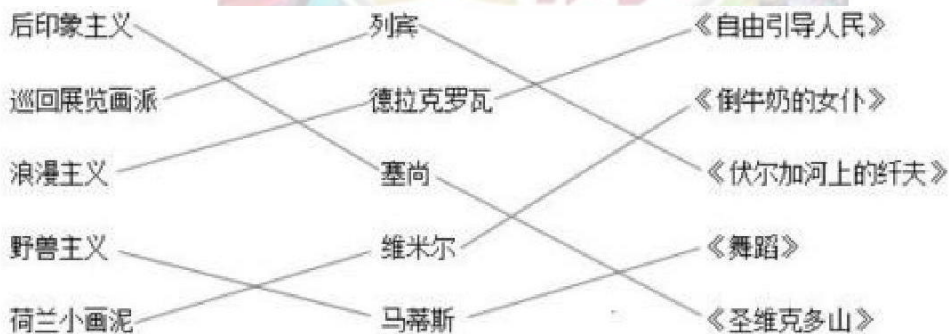 后印象主义 列宾 《自由引导人民》
巡回展览画派 德拉克罗瓦 《倒牛奶的女仆》
浪漫主义 塞尚 《伏尔加河上的纤夫》
野兽主义 维米尔 《舞蹈》
荷兰小画泥 马蒂斯 《圣维克多山》